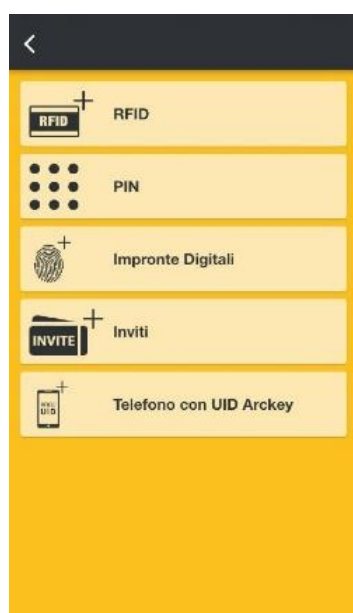 RFID
RFID
PIN
Impronte Digitali
INVITE
Inviti
UID
Telefono con UID Arckey